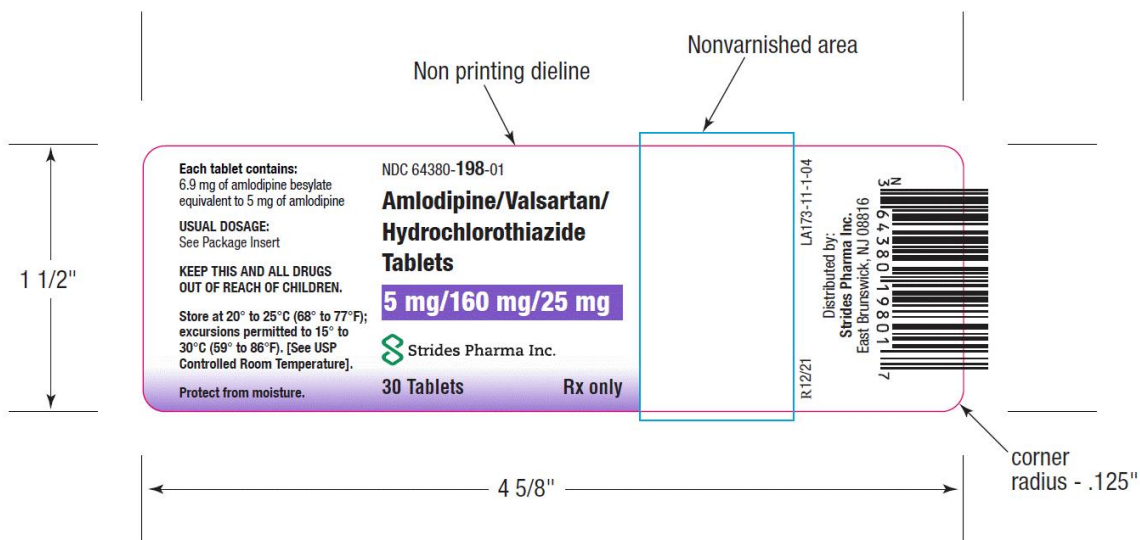 Nonvarnished area
Non printing dieline
Each tablet contains:
6.9 mg of amlodipine besylate
equivalent to 5 mg of amlodipine
USUAL DOSAGE:
See Package Insert
KEEP THIS AND ALL DRUGS
OUT OF REACH OF CHILDREN.
Store at 20° to 25°C (68° to 77°F);
excursions permitted to 15° to
30°C (59° to 86°F). [See USP
Controlled Room Temperature].
Protect from moisture.
NDC 64380-198-01
Amlodipine/Valsartan/
Hydrochlorothiazide
Tablets
5 mg/160 mg/25 mg
Strides Pharma Inc.
30 Tablets Rx only
LA173-11-1-04
R12/21
Distributed by:
Strides Pharma Inc.
East Brunswick, NJ 08816
N
3 64380 19801 7
1 1/2"
4 5/8"
corner
radius - .125"